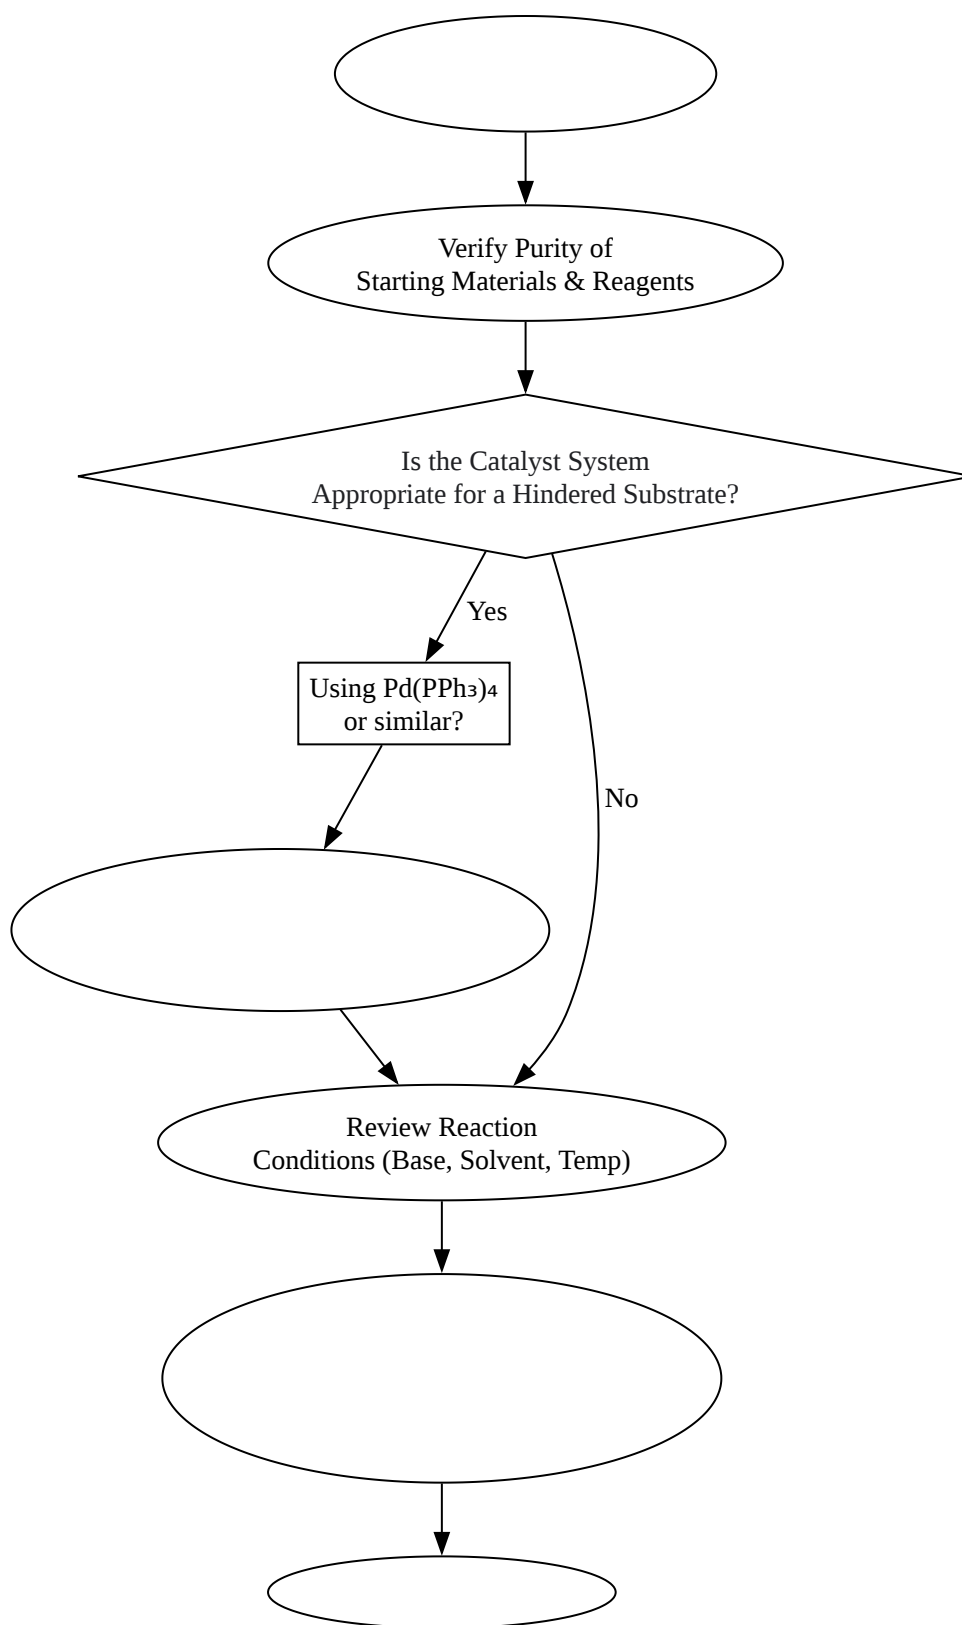 Verify Purity of
Starting Materials & Reagents
Is the Catalyst System
Appropriate for a Hindered Substrate?
Yes
Using Pd(PPh₃)₄
or similar?
No
Review Reaction
Conditions (Base, Solvent, Temp)